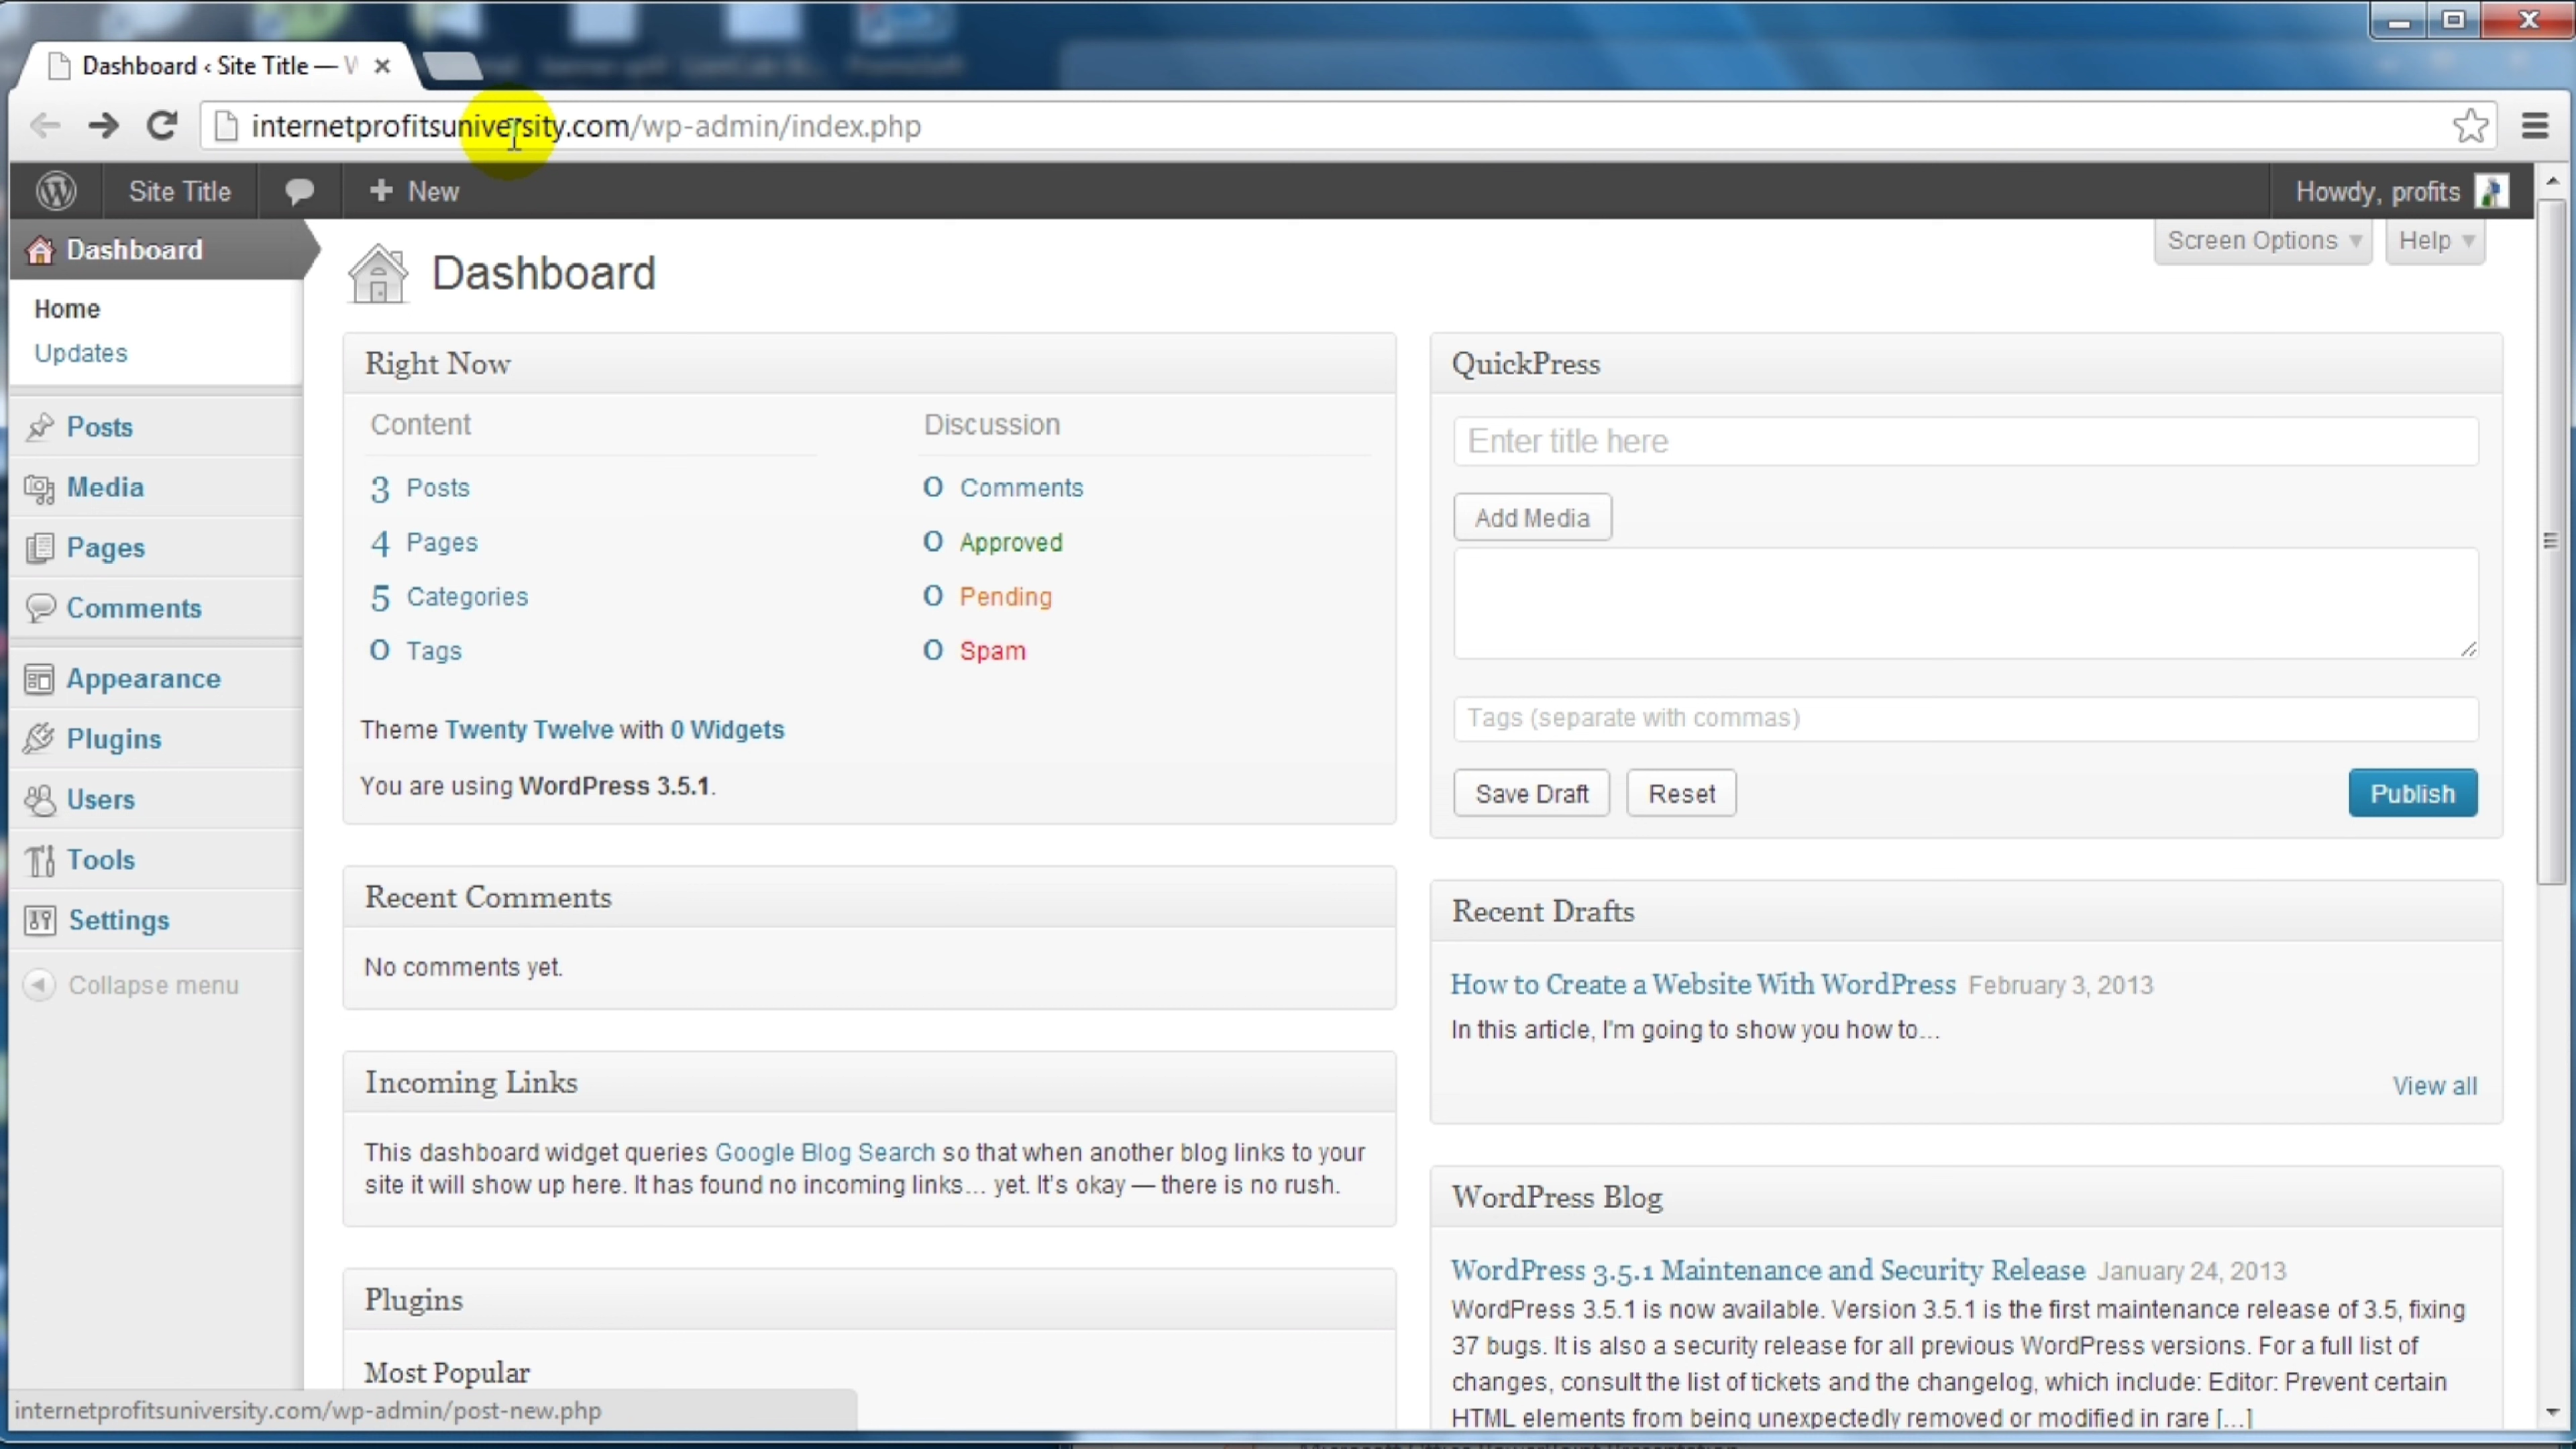 Dashboard ‹ Site Title — W
internetprofitsuniversity.com/wp-admin/index.php
Site Title
New
Howdy, profits
Dashboard
Home
Updates
Posts
Media
Pages
Comments
Appearance
Plugins
Users
Tools
Settings
Collapse menu
Screen Options
Help
Dashboard
Right Now
Content
3 Posts
4 Pages
5 Categories
0 Tags
Discussion
0 Comments
0 Approved
0 Pending
0 Spam
Theme Twenty Twelve with 0 Widgets
You are using WordPress 3.5.1.
Recent Comments
No comments yet.
Incoming Links
This dashboard widget queries Google Blog Search so that when another blog links to your
site it will show up here. It has found no incoming links… yet. It's okay — there is no rush.
Plugins
Most Popular
QuickPress
Enter title here
Add Media
Tags (separate with commas)
Save Draft
Reset
Publish
Recent Drafts
How to Create a Website With WordPress February 3, 2013
In this article, I'm going to show you how to…
View all
WordPress Blog
WordPress 3.5.1 Maintenance and Security Release January 24, 2013
WordPress 3.5.1 is now available. Version 3.5.1 is the first maintenance release of 3.5, fixing
37 bugs. It is also a security release for all previous WordPress versions. For a full list of
changes, consult the list of tickets and the changelog, which include: Editor: Prevent certain
HTML elements from being unexpectedly removed or modified in rare […]
internetprofitsuniversity.com/wp-admin/post-new.php